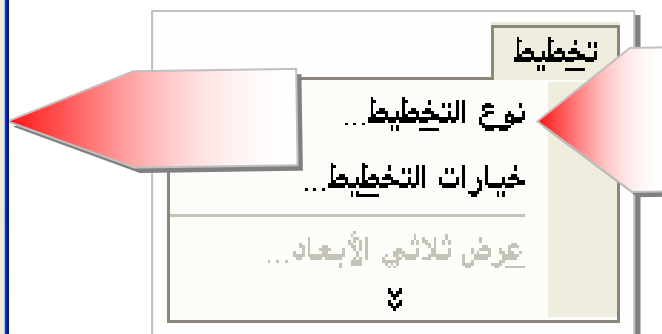 تخطيط
نوع التخطيط...
خيارات التخطيط...
عرض ثلاثي الأبعاد...